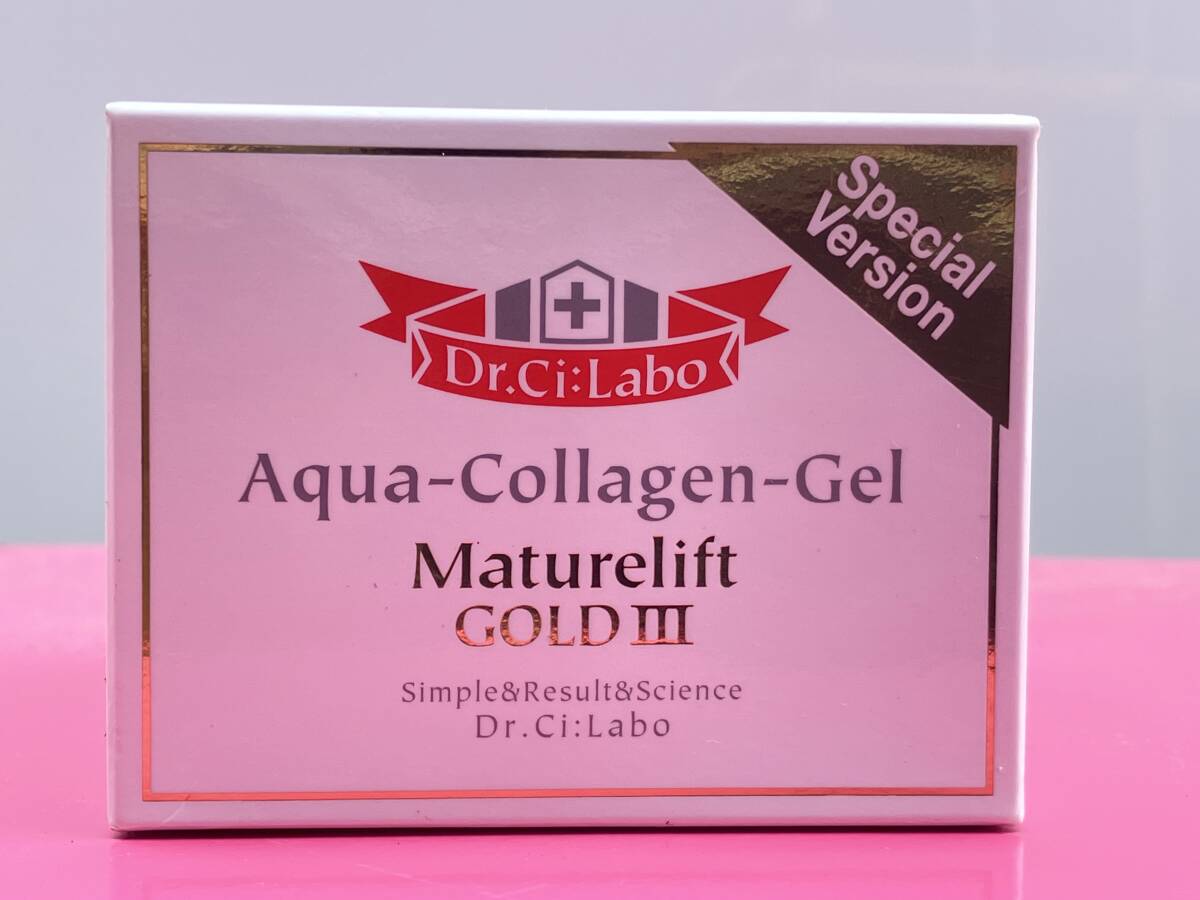 Special
Version
Dr.Ci:Labo
Aqua-Collagen-Gel
Maturelift
GOLD III
Simple&Result&Science
Dr.Ci:Labo